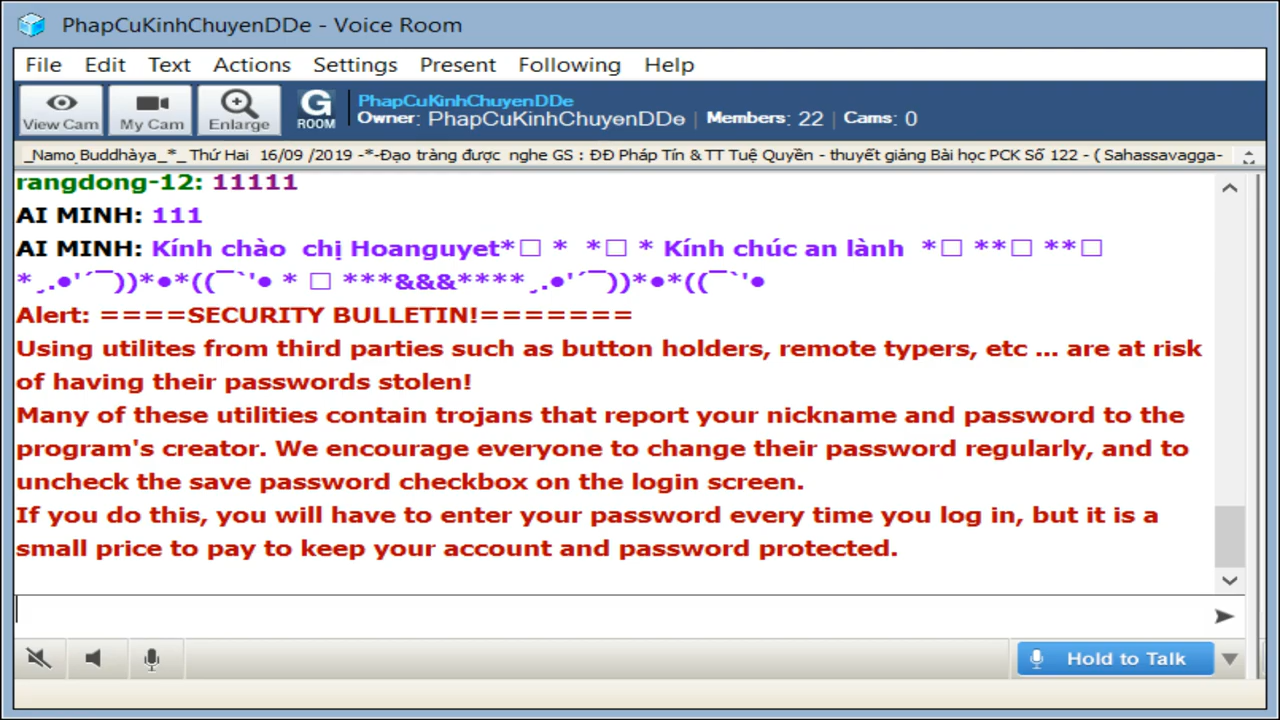 PhapCuKinhChuyenDDe - Voice Room
File Edit Text Actions Settings Present Following Help
View Cam My Cam Enlarge G ROOM
PhapCuKinhChuyenDDe
Owner: PhapCuKinhChuyenDDe | Members: 22 | Cams: 0
_Namo Buddhàya_*_ Thứ Hai 16/09 /2019 -*-Đạo tràng được nghe GS : ĐĐ Pháp Tín & TT Tuệ Quyền - thuyết giảng Bài học PCK Số 122 - ( Sahassavagga-
rangdong-12: 11111
AI MINH: 111
AI MINH: Kính chào chị Hoanguyet*□ * *□ * Kính chúc an lành *□ **□ **□
*¸.●'´¯))*●*((¯`'● * □ ***&&&****¸.●'´¯))*●*((¯`'●
Alert: ====SECURITY BULLETIN!=======
Using utilites from third parties such as button holders, remote typers, etc ... are at risk
of having their passwords stolen!
Many of these utilities contain trojans that report your nickname and password to the
program's creator. We encourage everyone to change their password regularly, and to
uncheck the save password checkbox on the login screen.
If you do this, you will have to enter your password every time you log in, but it is a
small price to pay to keep your account and password protected.
Hold to Talk